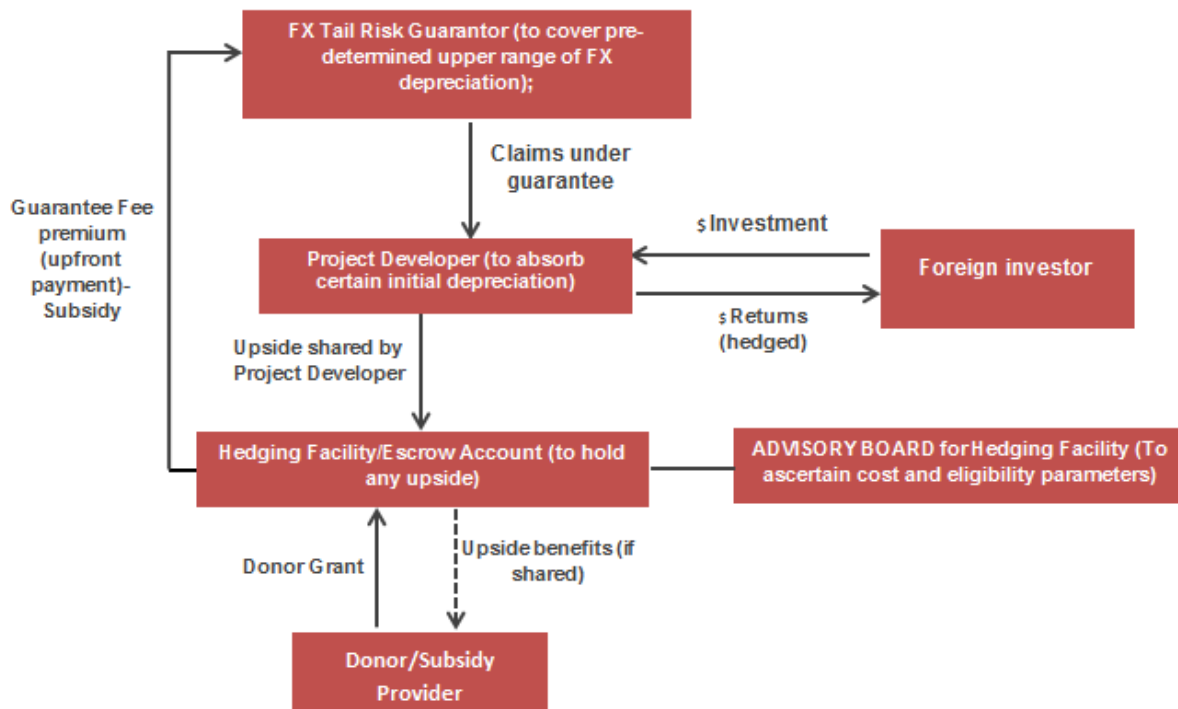 FX Tail Risk Guarantor (to cover pre-
determined upper range of FX
depreciation);
Claims under
guarantee
Guarantee Fee
premium
(upfront
payment)-
Subsidy
$ Investment
Project Developer (to absorb
certain initial depreciation)
Foreign investor
$ Returns
(hedged)
Upside shared by
Project Developer
Hedging Facility/Escrow Account (to hold
any upside)
ADVISORY BOARD for Hedging Facility (To
ascertain cost and eligibility parameters)
Donor Grant
Upside benefits (if
shared)
Donor/Subsidy
Provider